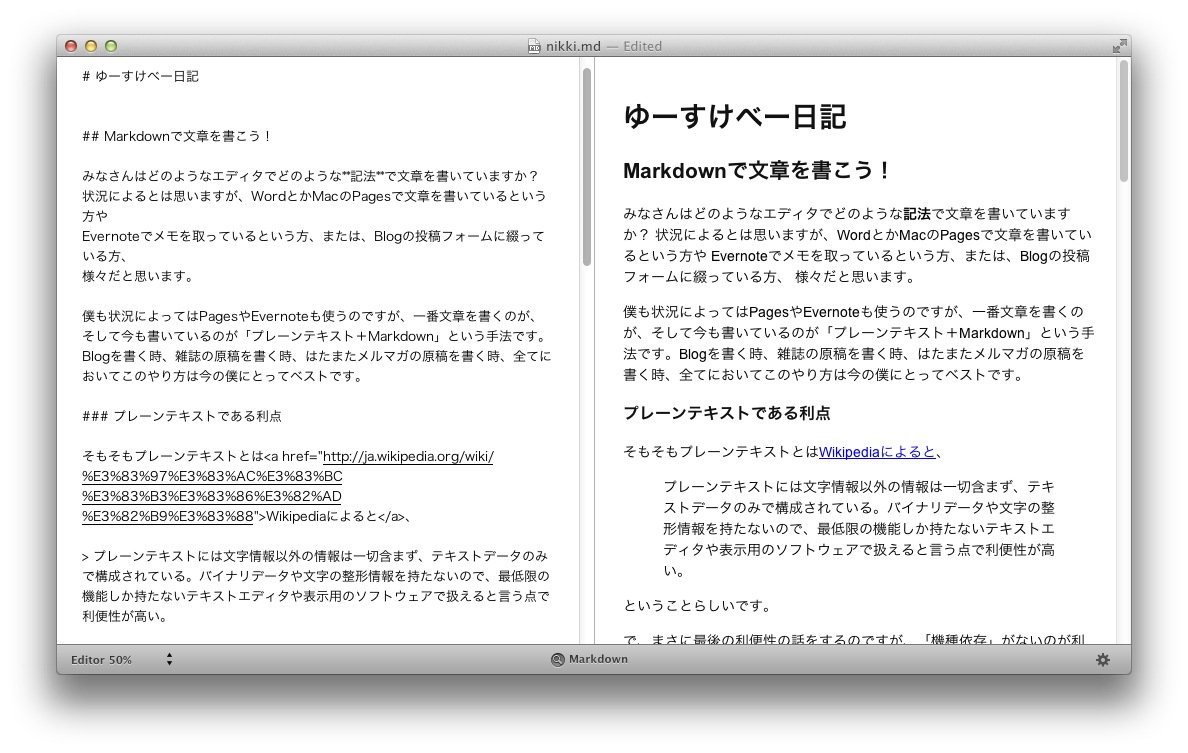 nikki.md — Edited
# ゆーすけべー日記
## Markdownで文章を書こう！
みなさんはどのようなエディタでどのような**記法**で文章を書いていますか？
状況によるとは思いますが、WordとかMacのPagesで文章を書いているという
方や
Evernoteでメモを取っているという方、または、Blogの投稿フォームに綴って
いる方、
様々だと思います。
僕も状況によってはPagesやEvernoteも使うのですが、一番文章を書くのが、
そして今も書いているのが「プレーンテキスト＋Markdown」という手法です。
Blogを書く時、雑誌の原稿を書く時、はたまたメルマガの原稿を書く時、全てに
おいてこのやり方は今の僕にとってベストです。
### プレーンテキストである利点
そもそもプレーンテキストとは<a href="http://ja.wikipedia.org/wiki/
%E3%83%97%E3%83%AC%E3%83%BC
%E3%83%B3%E3%83%86%E3%82%AD
%E3%82%B9%E3%83%88">Wikipediaによると</a>、
> プレーンテキストには文字情報以外の情報は一切含まず、テキストデータのみ
で構成されている。バイナリデータや文字の整形情報を持たないので、最低限の
機能しか持たないテキストエディタや表示用のソフトウェアで扱えると言う点で
利便性が高い。
ゆーすけべー日記
Markdownで文章を書こう！
みなさんはどのようなエディタでどのような記法で文章を書いています
か？ 状況によるとは思いますが、WordとかMacのPagesで文章を書いてい
るという方や Evernoteでメモを取っているという方、または、Blogの投稿
フォームに綴っている方、 様々だと思います。
僕も状況によってはPagesやEvernoteも使うのですが、一番文章を書くの
が、そして今も書いているのが「プレーンテキスト＋Markdown」という手
法です。Blogを書く時、雑誌の原稿を書く時、はたまたメルマガの原稿を
書く時、全てにおいてこのやり方は今の僕にとってベストです。
プレーンテキストである利点
そもそもプレーンテキストとはWikipediaによると、
プレーンテキストには文字情報以外の情報は一切含まず、テキ
ストデータのみで構成されている。バイナリデータや文字の整
形情報を持たないので、最低限の機能しか持たないテキストエ
ディタや表示用のソフトウェアで扱えると言う点で利便性が高
い。
ということらしいです。
で、まさに最後の利便性の話をするのですが、「機種依存」がないのが利
Editor 50%
Markdown